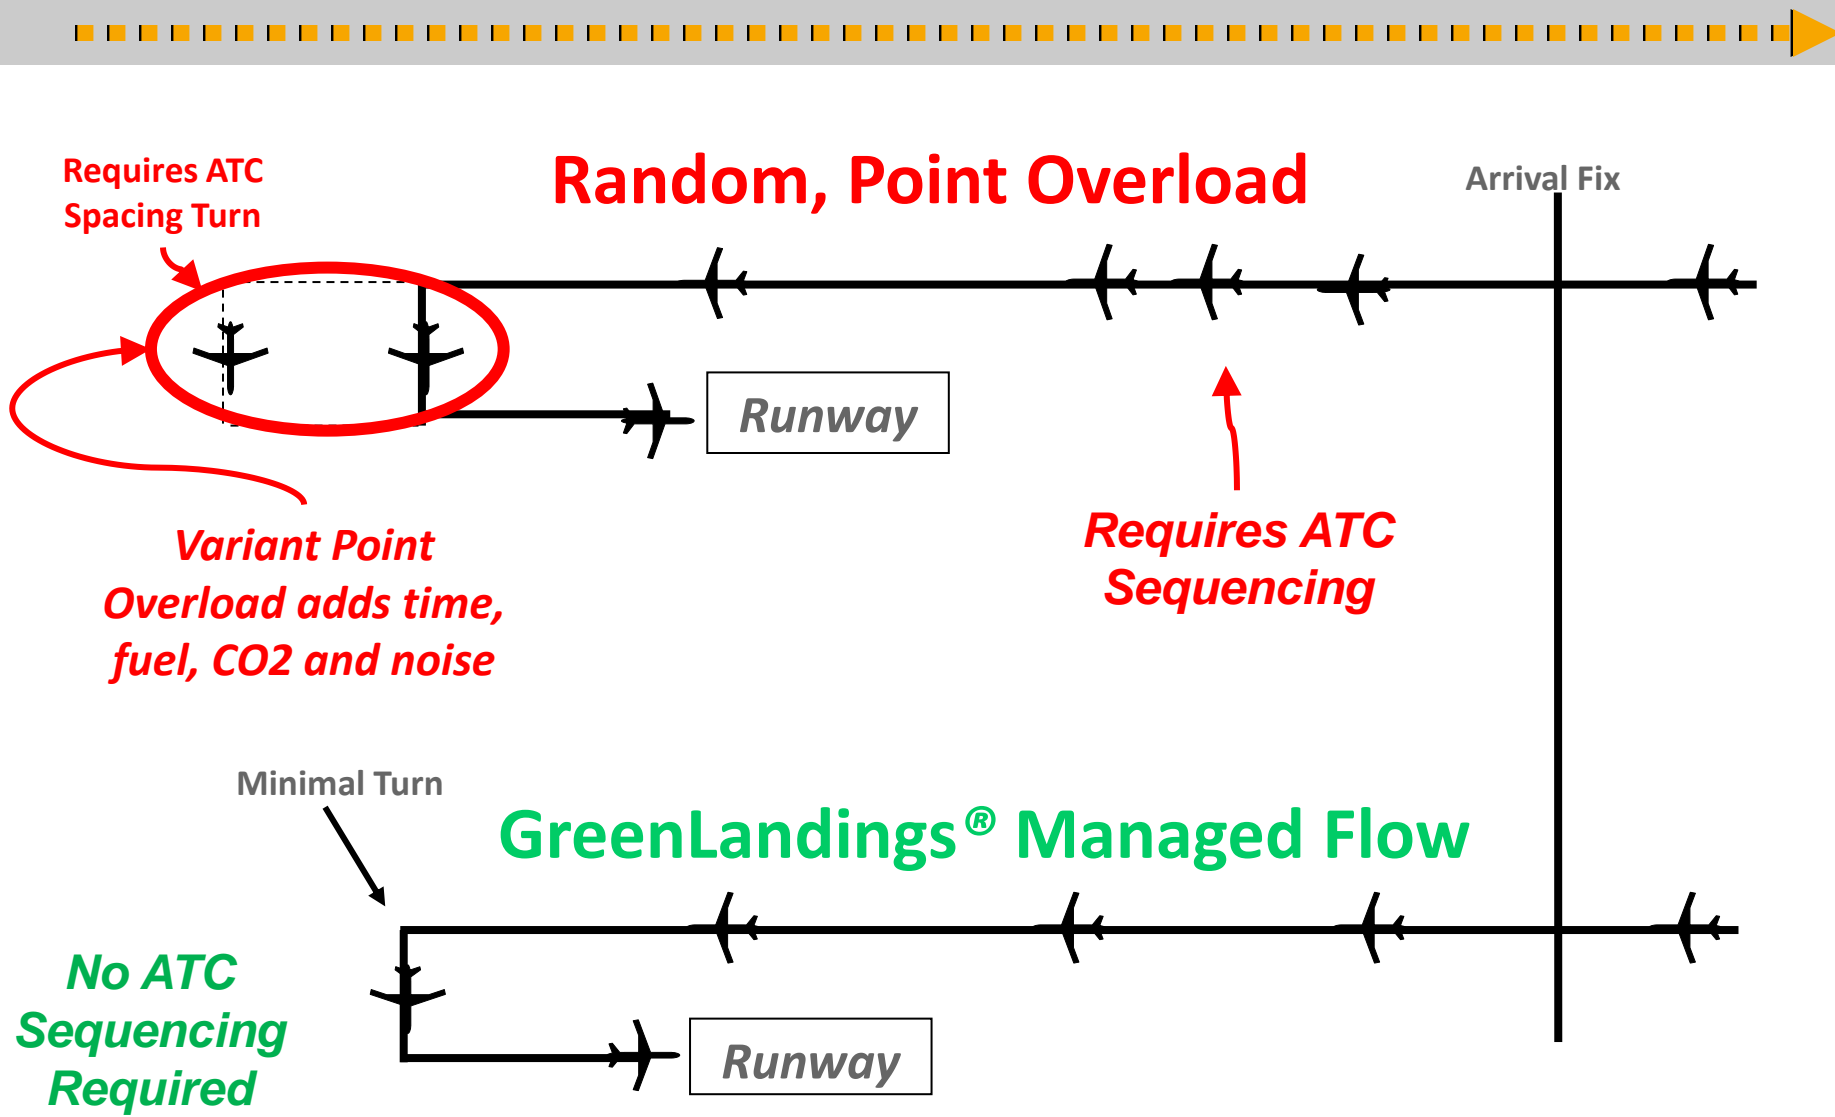 Requires ATC
Spacing Turn
Random, Point Overload
Arrival Fix
Runway
Variant Point
Overload adds time,
fuel, CO2 and noise
Requires ATC
Sequencing
Minimal Turn
GreenLandings® Managed Flow
No ATC
Sequencing
Required
Runway